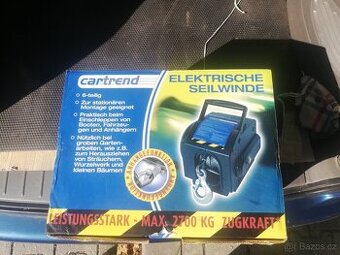 cartrend
ELEKTRISCHE
SEILWINDE
6-teilig
Zur stationären
Montage geeignet
Praktisch beim
Einschleppen von
Booten, Fahrzeu-
gen und Anhängern
Nützlich bei
groben Garten-
arbeiten, wie z.B.
zum Herausziehen
von Sträuchern,
Wurzelwerk und
kleinen Bäumen
LEISTUNGSSTARK - MAX. 2700 KG ZUGKRAFT!